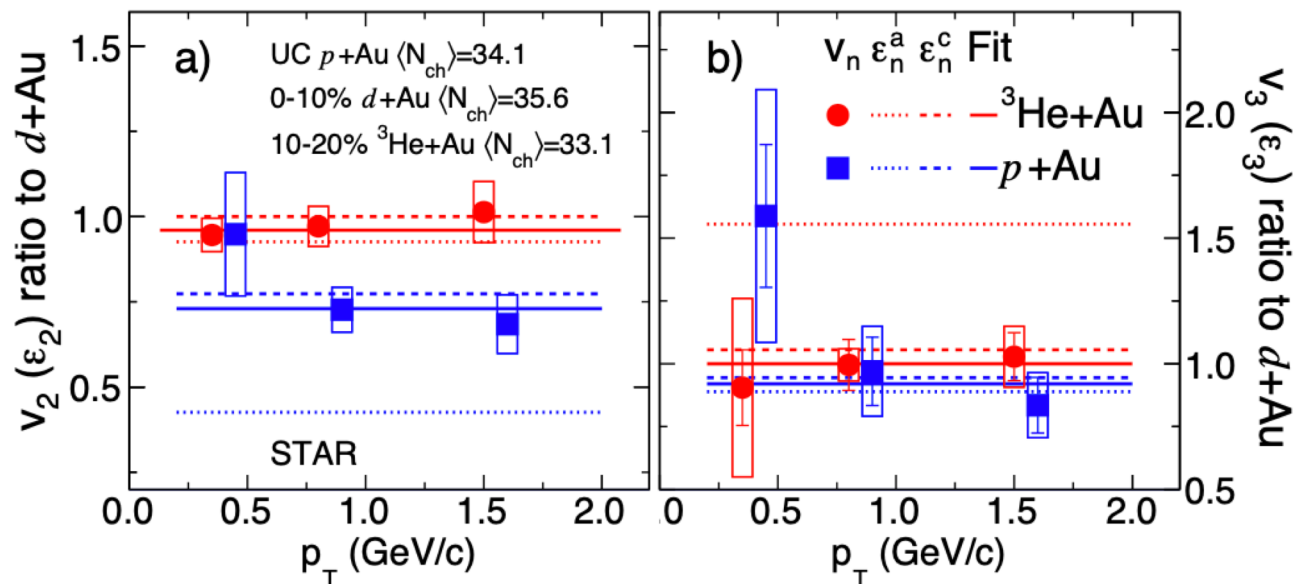 a)
UC p+Au ⟨N_ch⟩=34.1
0-10% d+Au ⟨N_ch⟩=35.6
10-20% ³He+Au ⟨N_ch⟩=33.1
STAR
v₂ (ε₂) ratio to d+Au
1.5
1.0
0.5
0.0 0.5 1.0 1.5 2.0
p_T (GeV/c)
b)
v_n ε_n^a ε_n^c Fit
³He+Au
p+Au
v₃ (ε₃) ratio to d+Au
2.0
1.5
1.0
0.5
0.5 1.0 1.5 2.0
p_T (GeV/c)